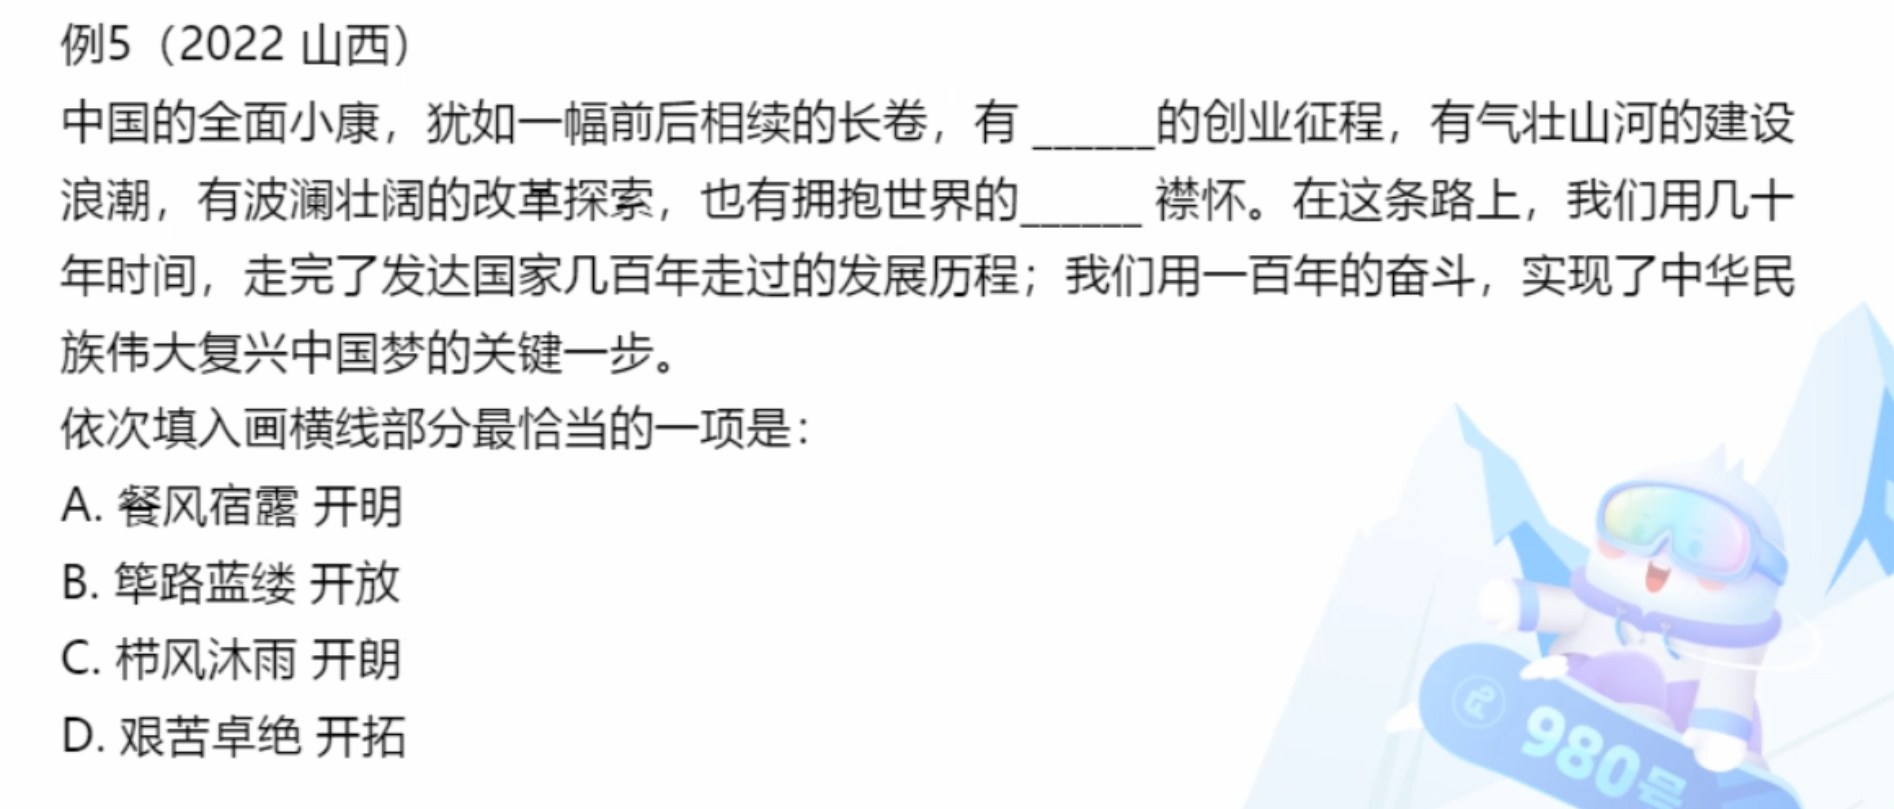 例5（2022 山西）
中国的全面小康，犹如一幅前后相续的长卷，有 ______的创业征程，有气壮山河的建设
浪潮，有波澜壮阔的改革探索，也有拥抱世界的______ 襟怀。在这条路上，我们用几十
年时间，走完了发达国家几百年走过的发展历程；我们用一百年的奋斗，实现了中华民
族伟大复兴中国梦的关键一步。
依次填入画横线部分最恰当的一项是：
A. 餐风宿露 开明
B. 筚路蓝缕 开放
C. 栉风沐雨 开朗
D. 艰苦卓绝 开拓
980号